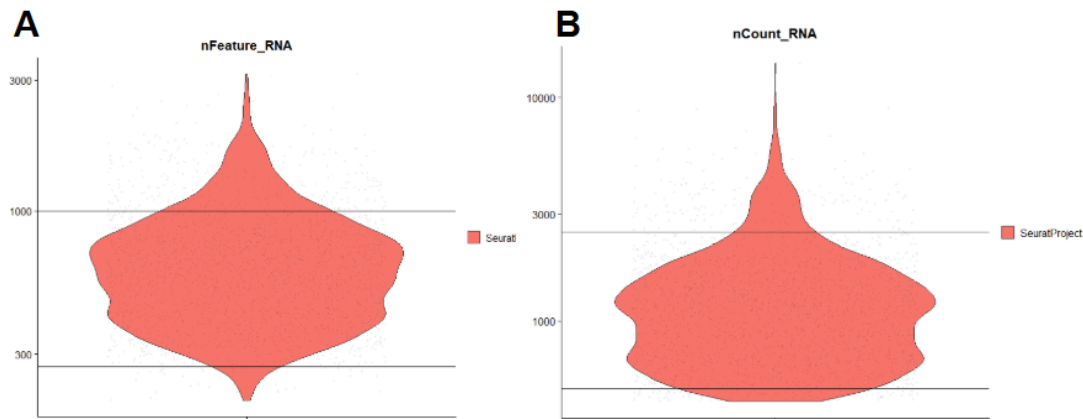 A
nFeature_RNA
3000
1000
300
Seurat
B
nCount_RNA
10000
3000
1000
SeuratProject